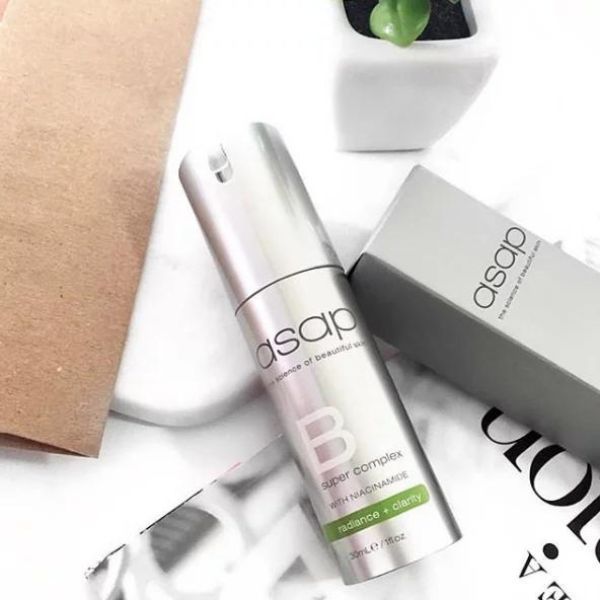 asap
the science of beautiful skin
asap
the science of beautiful skin
B
super complex
WITH NIACINAMIDE
radiance + clarity
30mL℮/1fl.oz